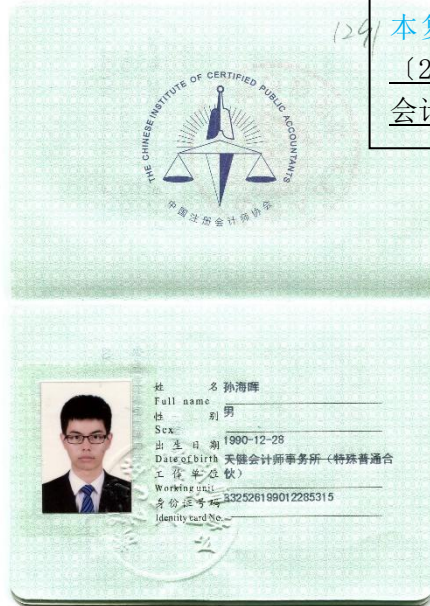 1291
本复
〔2
会计
THE CHINESE INSTITUTE OF CERTIFIED PUBLIC ACCOUNTANTS
中国注册会计师协会
姓 名 孙海晖
Full name
性 别 男
Sex
出生日期 1990-12-28
Date of birth
工作单位 天健会计师事务所（特殊普通合
伙）
Working unit
身份证号码 332526199012285315
Identity card No.